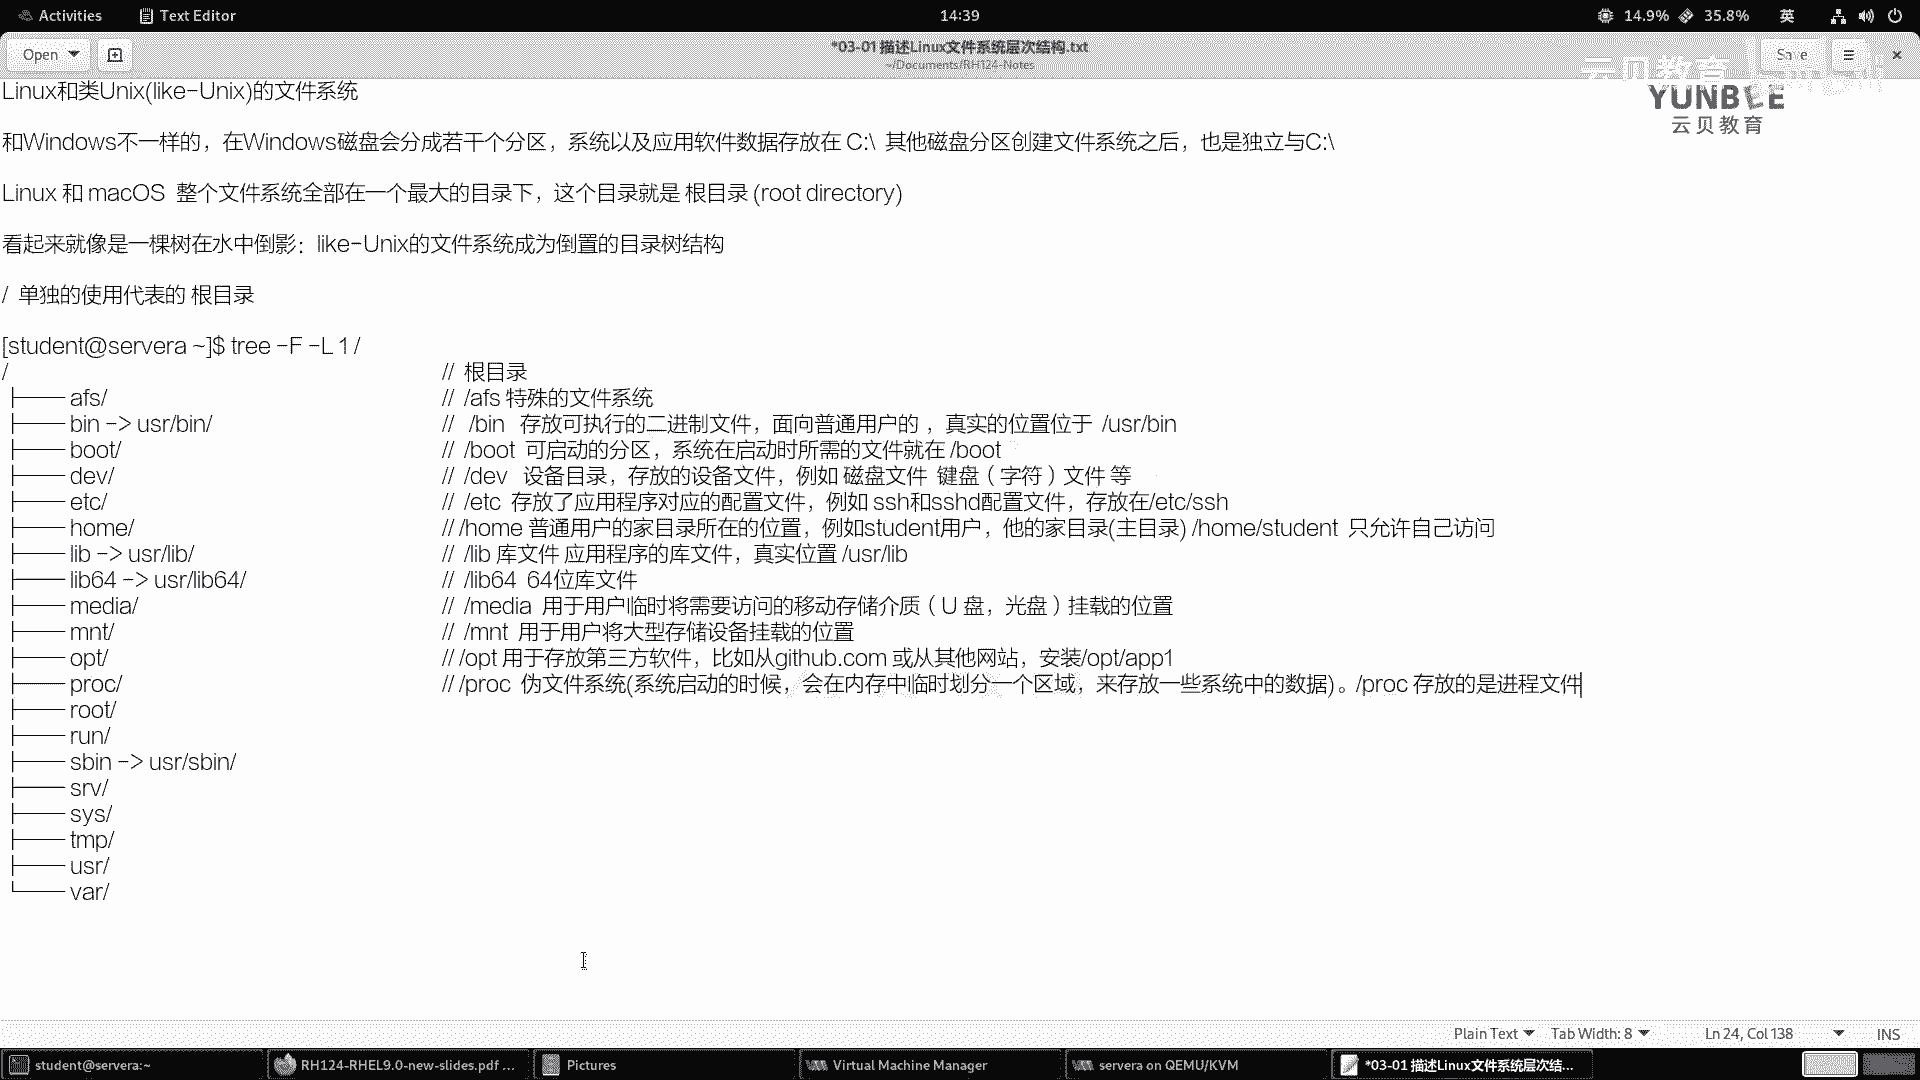 Activities Text Editor 14:39 14.9% 35.8% 英
Open *03-01 描述Linux文件系统层次结构.txt Save
~/Documents/RH124-Notes
云贝教育
YUNBEE
云贝教育
Linux和类Unix(like-Unix)的文件系统
和Windows不一样的，在Windows磁盘会分成若干个分区，系统以及应用软件数据存放在 C:\ 其他磁盘分区创建文件系统之后，也是独立与C:\
Linux 和 macOS 整个文件系统全部在一个最大的目录下，这个目录就是 根目录 (root directory)
看起来就像是一棵树在水中倒影：like-Unix的文件系统成为倒置的目录树结构
/ 单独的使用代表的 根目录
[student@servera ~]$ tree -F -L 1 /
/ // 根目录
├── afs/ // /afs 特殊的文件系统
├── bin -> usr/bin/ // /bin 存放可执行的二进制文件，面向普通用户的 ，真实的位置位于 /usr/bin
├── boot/ // /boot 可启动的分区，系统在启动时所需的文件就在 /boot
├── dev/ // /dev 设备目录，存放的设备文件，例如 磁盘文件 键盘（字符）文件 等
├── etc/ // /etc 存放了应用程序对应的配置文件，例如 ssh和sshd配置文件，存放在/etc/ssh
├── home/ // /home 普通用户的家目录所在的位置，例如student用户，他的家目录(主目录) /home/student 只允许自己访问
├── lib -> usr/lib/ // /lib 库文件 应用程序的库文件，真实位置 /usr/lib
├── lib64 -> usr/lib64/ // /lib64 64位库文件
├── media/ // /media 用于用户临时将需要访问的移动存储介质（U 盘，光盘）挂载的位置
├── mnt/ // /mnt 用于用户将大型存储设备挂载的位置
├── opt/ // /opt 用于存放第三方软件，比如从github.com 或从其他网站，安装/opt/app1
├── proc/ // /proc 伪文件系统(系统启动的时候，会在内存中临时划分一个区域，来存放一些系统中的数据)。/proc 存放的是进程文件
├── root/
├── run/
├── sbin -> usr/sbin/
├── srv/
├── sys/
├── tmp/
├── usr/
└── var/
Plain Text Tab Width: 8 Ln 24, Col 138 INS
student@servera:~ RH124-RHEL9.0-new-slides.pdf ... Pictures Virtual Machine Manager servera on QEMU/KVM *03-01 描述Linux文件系统层次结...